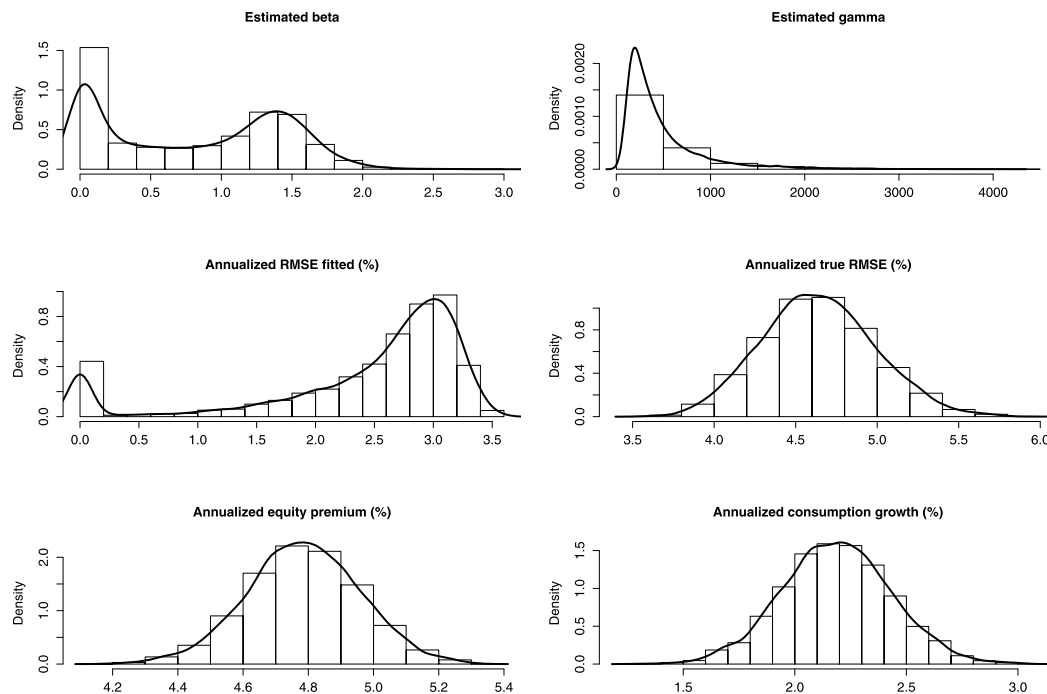 Estimated beta
Density
0.0 0.5 1.0 1.5
0.0 0.5 1.0 1.5 2.0 2.5 3.0
Estimated gamma
Density
0.0000 0.0010 0.0020
0 1000 2000 3000 4000
Annualized RMSE fitted (%)
Density
0.0 0.4 0.8
0.0 0.5 1.0 1.5 2.0 2.5 3.0 3.5
Annualized true RMSE (%)
Density
0.0 0.4 0.8
3.5 4.0 4.5 5.0 5.5 6.0
Annualized equity premium (%)
Density
0.0 1.0 2.0
4.2 4.4 4.6 4.8 5.0 5.2 5.4
Annualized consumption growth (%)
Density
0.0 0.5 1.0 1.5
1.5 2.0 2.5 3.0